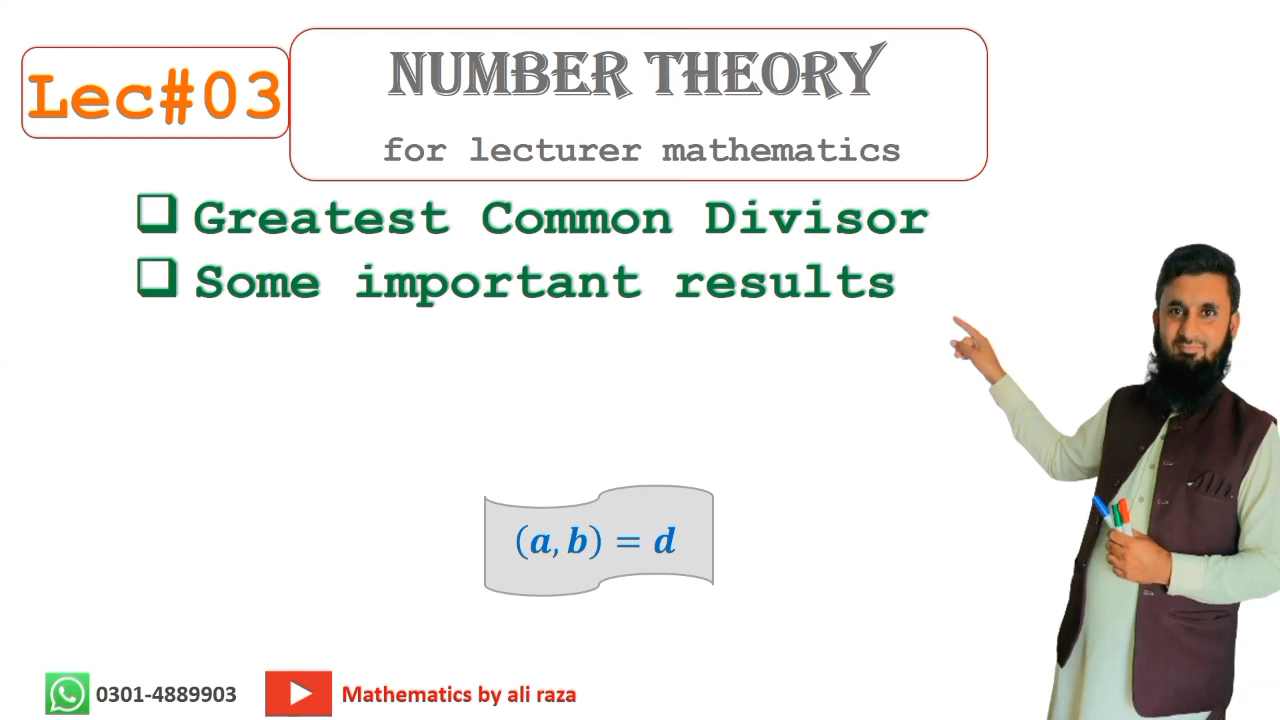 Lec#03
NUMBER THEORY
for lecturer mathematics
❑ Greatest Common Divisor
❑ Some important results
(a, b) = d
0301-4889903
Mathematics by ali raza